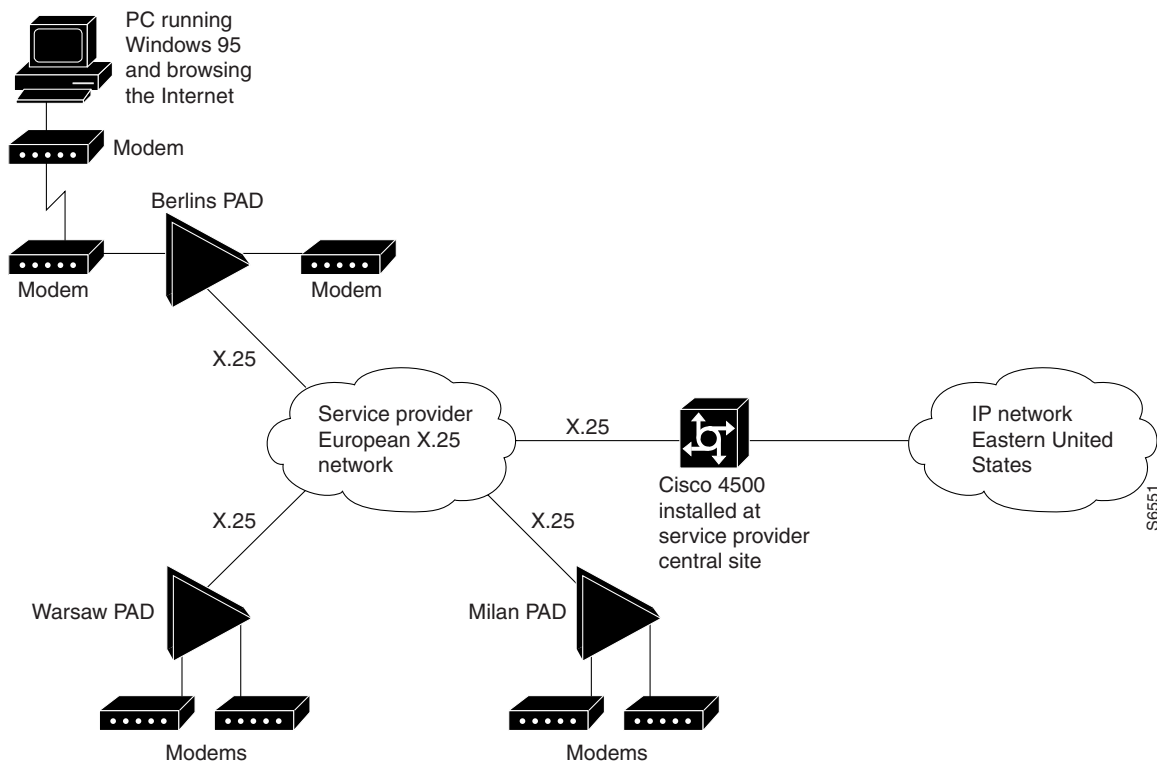 PC running
Windows 95
and browsing
the Internet
Modem
Berlins PAD
Modem
Modem
X.25
Service provider
European X.25
network
X.25
Cisco 4500
installed at
service provider
central site
IP network
Eastern United
States
S6551
X.25
X.25
Warsaw PAD
Milan PAD
Modems
Modems